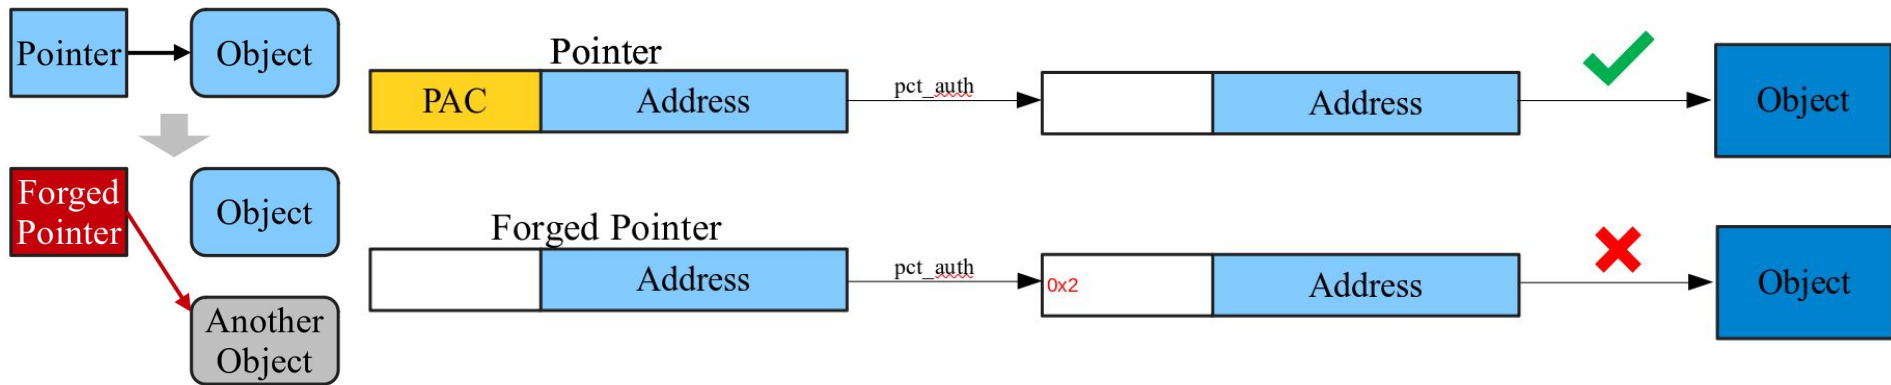 Pointer
Object
Forged
Pointer
Object
Another
Object
Pointer
PAC
Address
pct_auth
Address
Object
Forged Pointer
Address
pct_auth
0x2
Address
Object